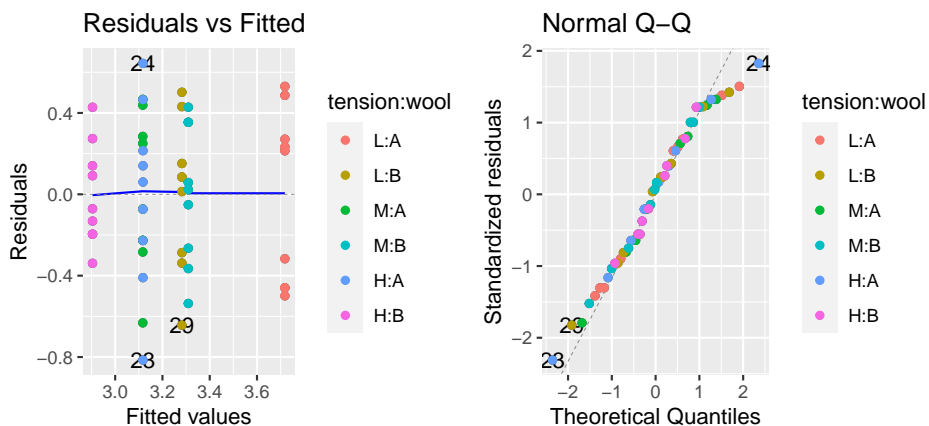 Residuals vs Fitted
24
0.4
0.0
−0.4
−0.8
29
23
3.0
3.2
3.4
3.6
Residuals
Fitted values
tension:wool
L:A
L:B
M:A
M:B
H:A
H:B
Normal Q−Q
2
1
0
−1
−2
24
29
23
−2
−1
0
1
2
Standardized residuals
Theoretical Quantiles
tension:wool
L:A
L:B
M:A
M:B
H:A
H:B